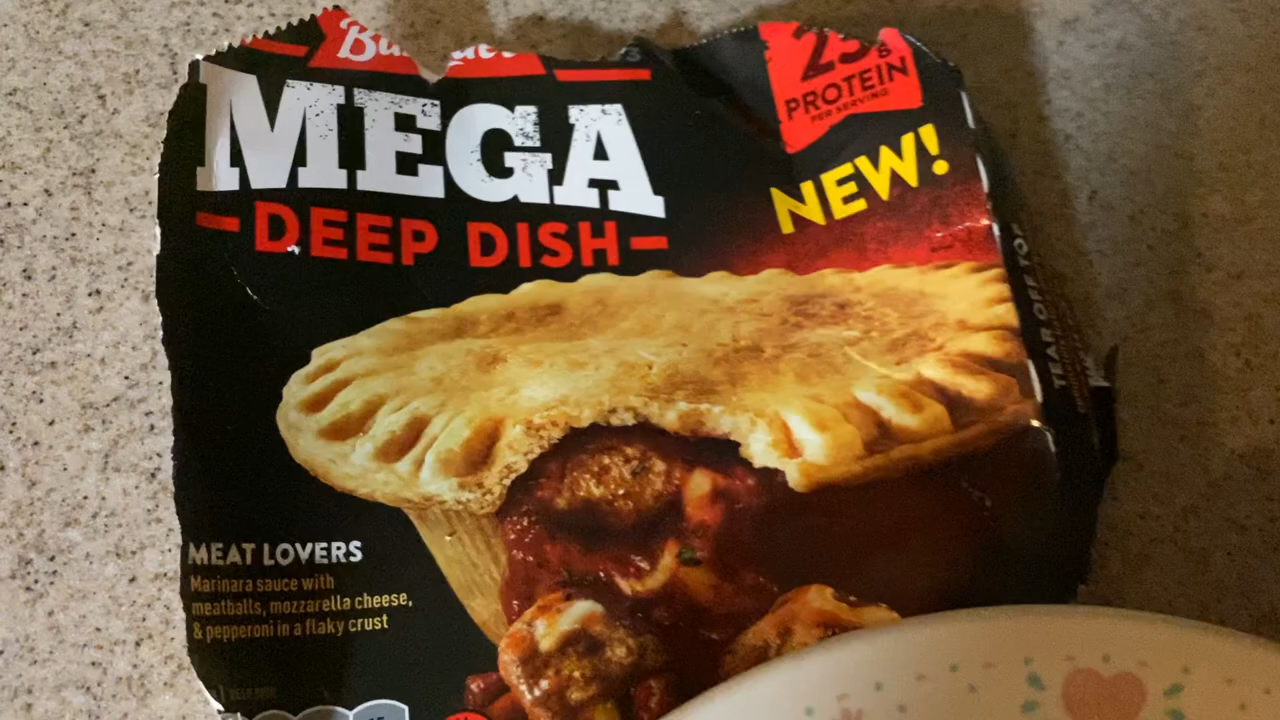 MEGA
DEEP DISH
25g
PROTEIN
PER SERVING
NEW!
TEAR OFF TOP
MEAT LOVERS
Marinara sauce with
meatballs, mozzarella cheese,
& pepperoni in a flaky crust